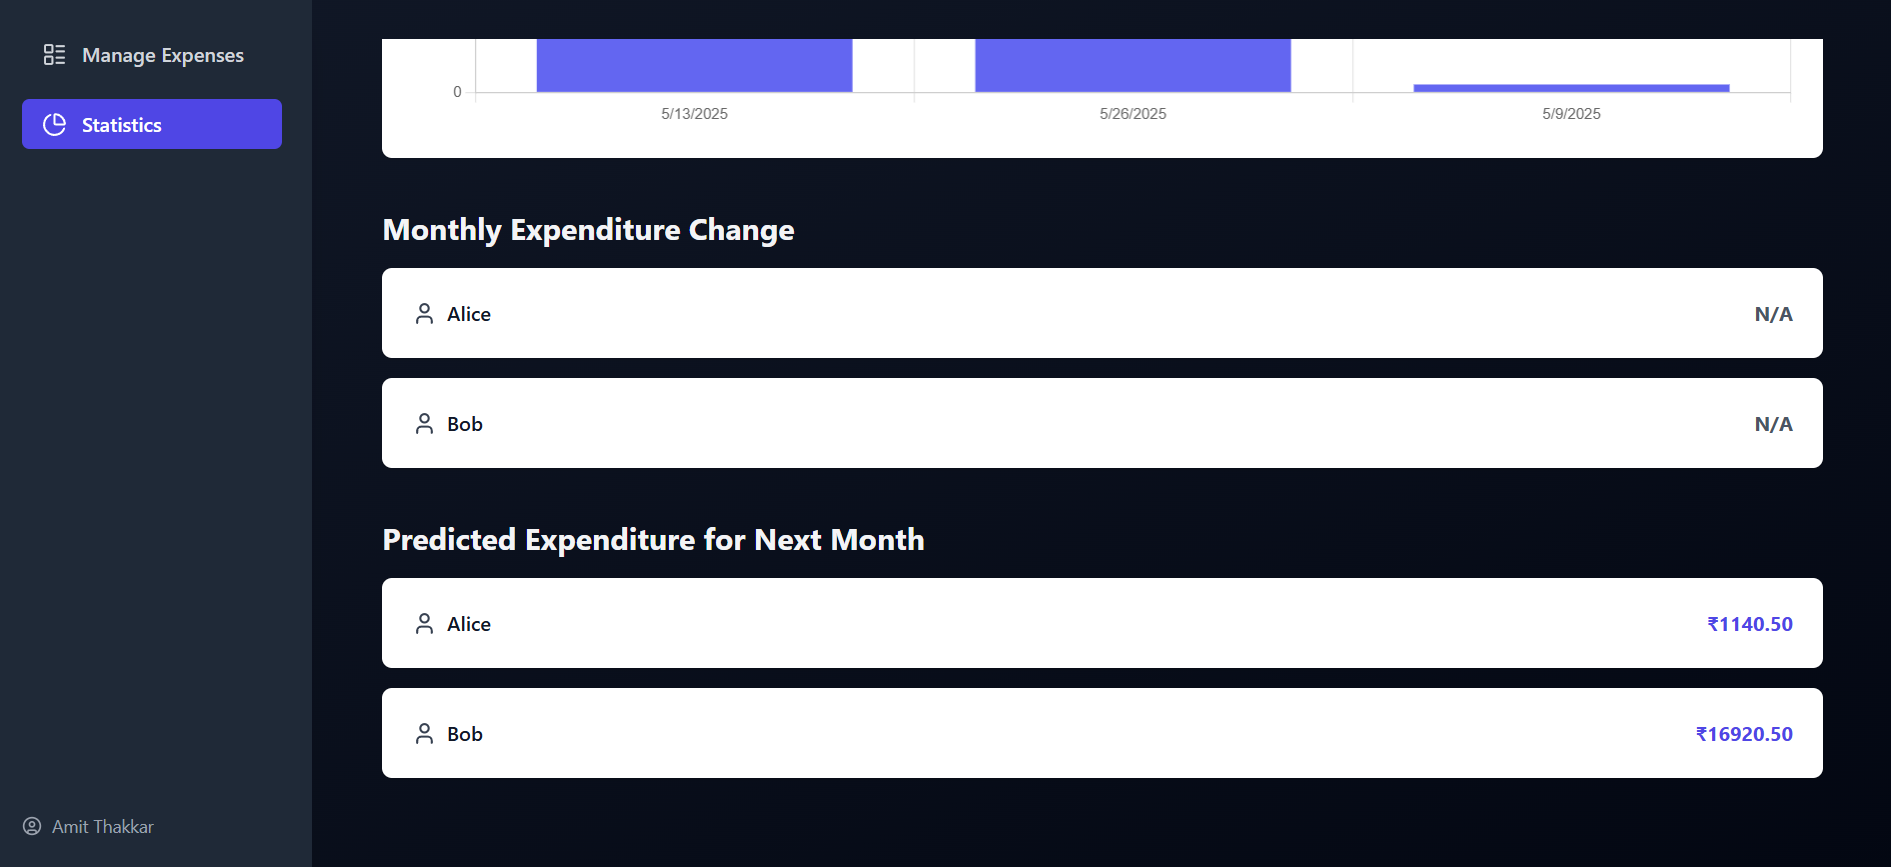 Manage Expenses
Statistics
0
5/13/2025
5/26/2025
5/9/2025
Monthly Expenditure Change
Alice
N/A
Bob
N/A
Predicted Expenditure for Next Month
Alice
₹1140.50
Bob
₹16920.50
Amit Thakkar